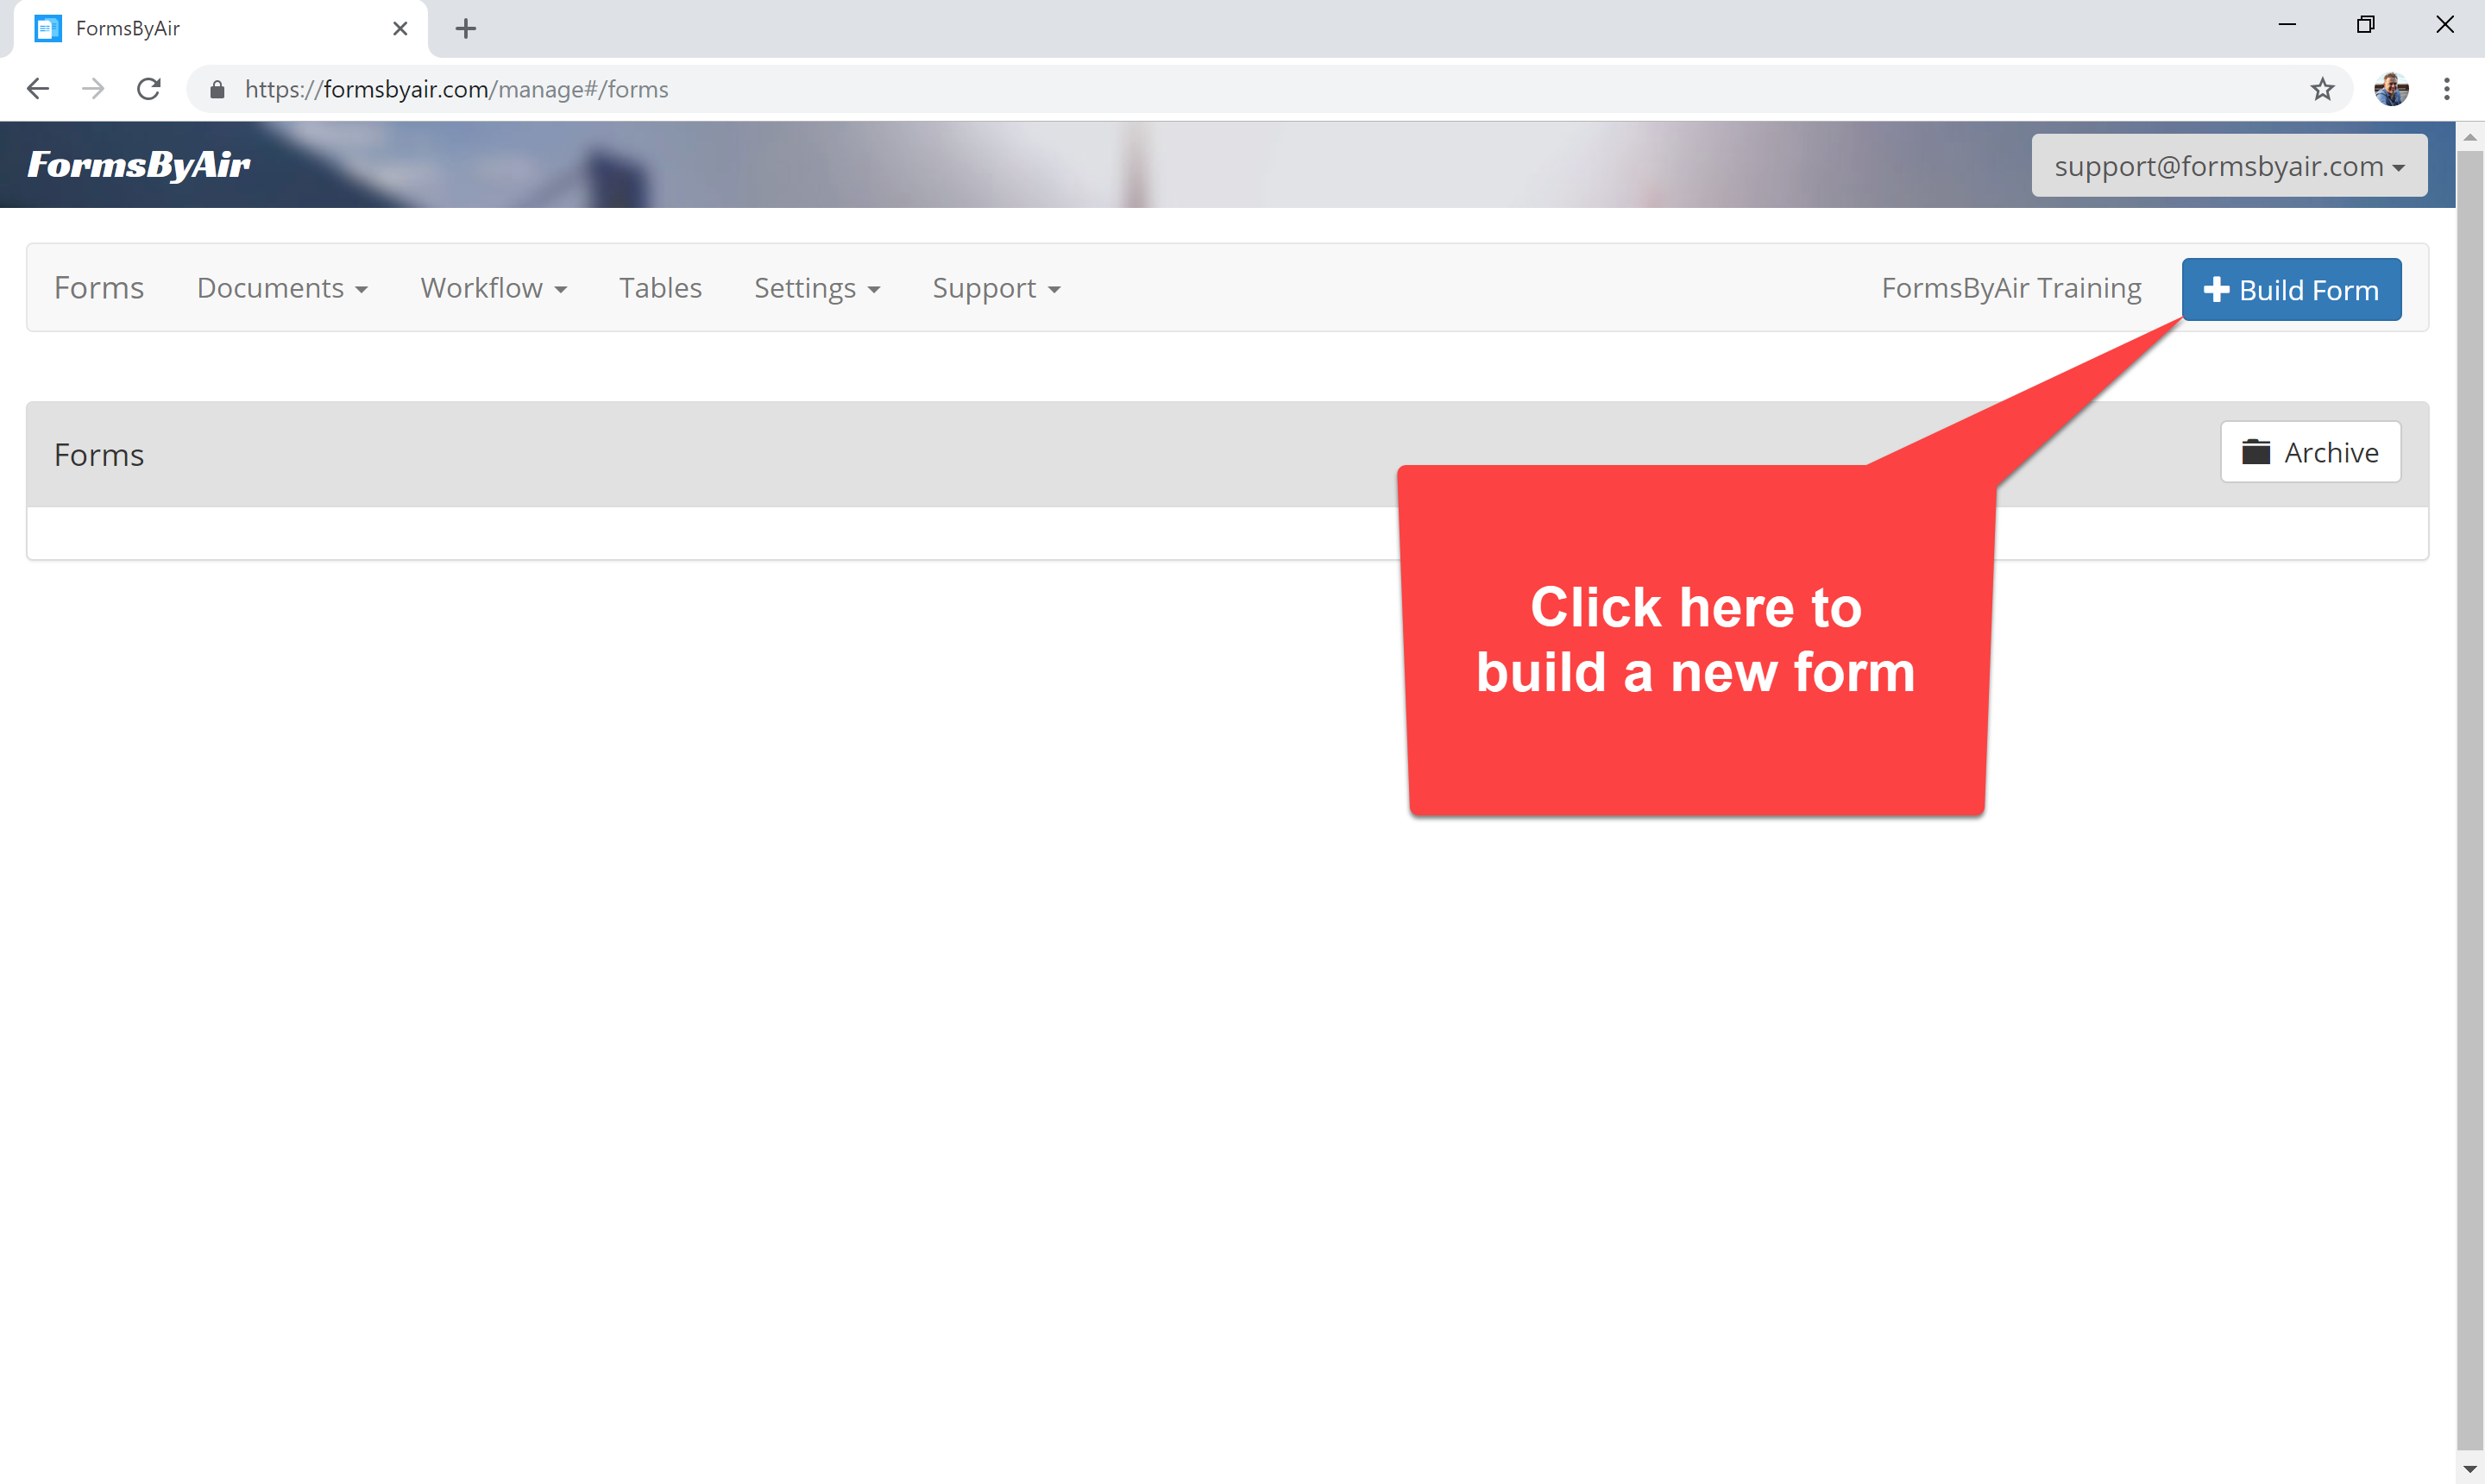 FormsByAir
https://formsbyair.com/manage#/forms
FormsByAir
support@formsbyair.com
Forms Documents Workflow Tables Settings Support FormsByAir Training Build Form
Forms Archive
Click here to
build a new form